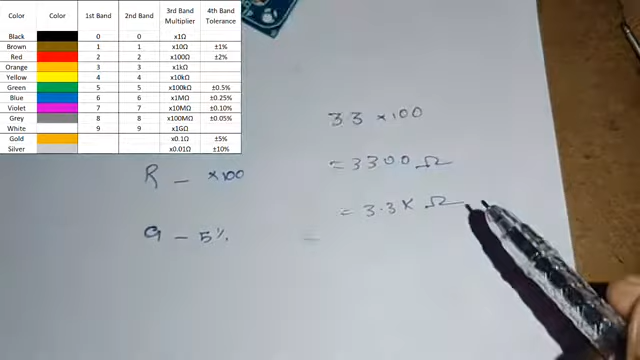 Color Color 1st Band 2nd Band 3rd Band Multiplier 4th Band Tolerance
Black 0 0 x1Ω
Brown 1 1 x10Ω ±1%
Red 2 2 x100Ω ±2%
Orange 3 3 x1kΩ
Yellow 4 4 x10kΩ
Green 5 5 x100kΩ ±0.5%
Blue 6 6 x1MΩ ±0.25%
Violet 7 7 x10MΩ ±0.10%
Grey 8 8 x100MΩ ±0.05%
White 9 9 x1GΩ
Gold x0.1Ω ±5%
Silver x0.01Ω ±10%
R – ×100
G – 5%
33 ×100
= 3300 Ω
= 3.3K Ω